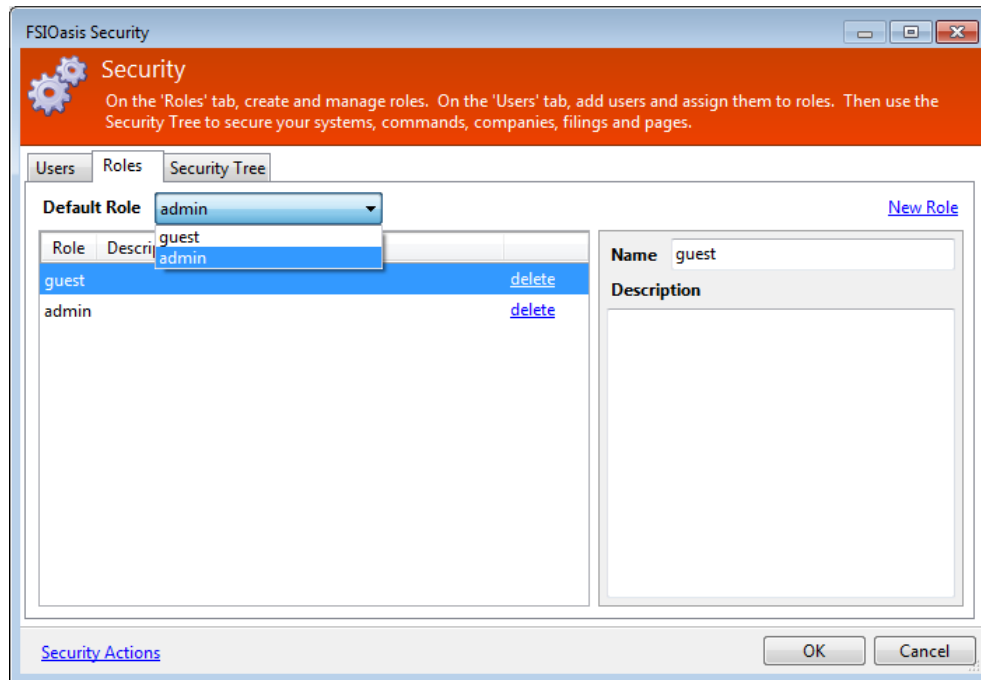 FSIOasis Security
Security
On the 'Roles' tab, create and manage roles.  On the 'Users' tab, add users and assign them to roles.  Then use the
Security Tree to secure your systems, commands, companies, filings and pages.
Users Roles Security Tree
Default Role admin New Role
guest
admin
Role
Name guest
guest delete
Description
admin delete
Security Actions OK Cancel